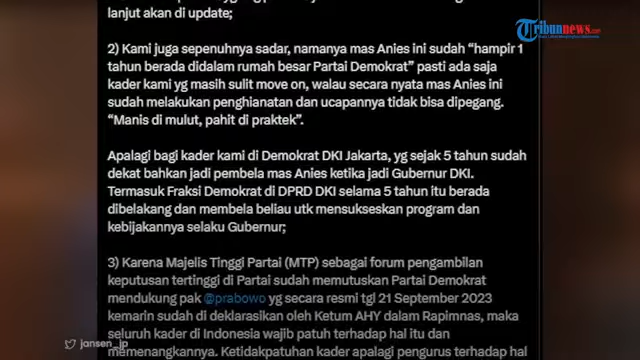 lanjut akan di update;
Tribunnews.com
2) Kami juga sepenuhnya sadar, namanya mas Anies ini sudah “hampir 1
tahun berada didalam rumah besar Partai Demokrat” pasti ada saja
kader kami yg masih sulit move on, walau secara nyata mas Anies ini
sudah melakukan penghianatan dan ucapannya tidak bisa dipegang.
“Manis di mulut, pahit di praktek”.
Apalagi bagi kader kami di Demokrat DKI Jakarta, yg sejak 5 tahun sudah
dekat bahkan jadi pembela mas Anies ketika jadi Gubernur DKI.
Termasuk Fraksi Demokrat di DPRD DKI selama 5 tahun itu berada
dibelakang dan membela beliau utk mensukseskan program dan
kebijakannya selaku Gubernur;
3) Karena Majelis Tinggi Partai (MTP) sebagai forum pengambilan
keputusan tertinggi di Partai sudah memutuskan Partai Demokrat
mendukung pak @prabowo yg secara resmi tgl 21 September 2023
kemarin sudah di deklarasikan oleh Ketum AHY dalam Rapimnas, maka
seluruh kader di Indonesia wajib patuh terhadap hal itu dan
jansen_jp
memenangkannya. Ketidakpatuhan kader apalagi pengurus terhadap hal